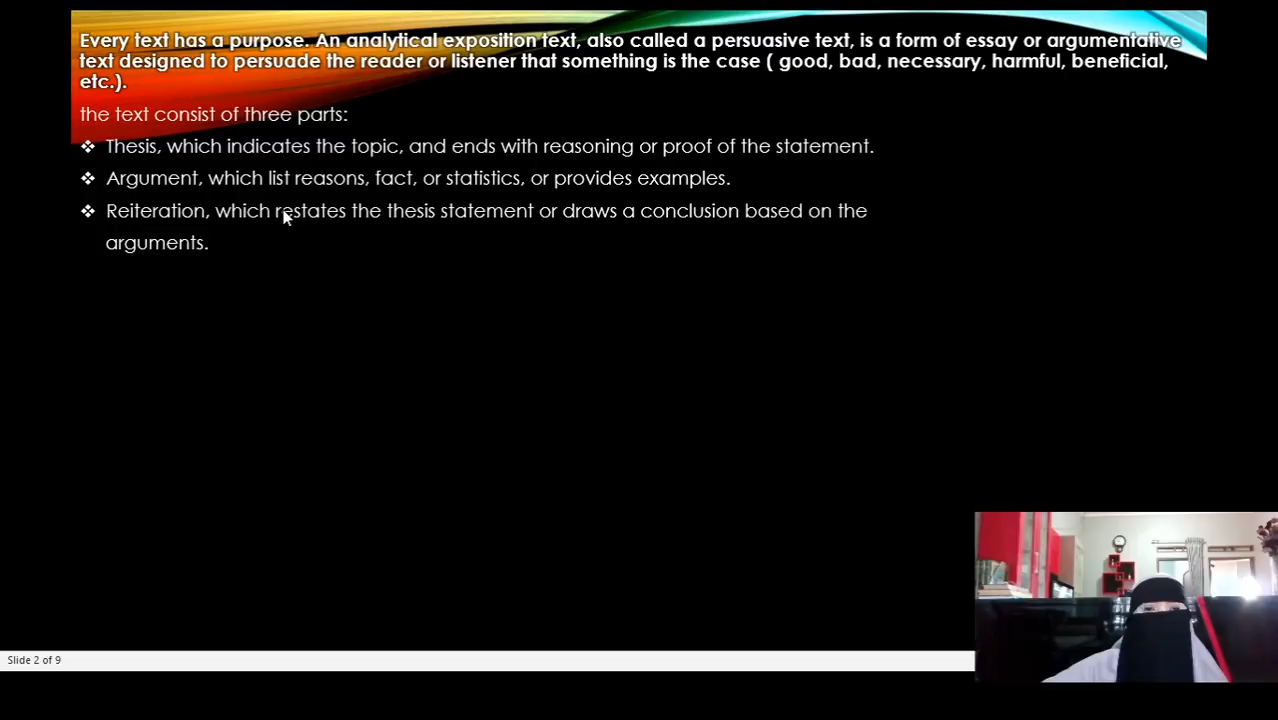 Every text has a purpose. An analytical exposition text, also called a persuasive text, is a form of essay or argumentative
text designed to persuade the reader or listener that something is the case ( good, bad, necessary, harmful, beneficial,
etc.).
the text consist of three parts:
❖ Thesis, which indicates the topic, and ends with reasoning or proof of the statement.
❖ Argument, which list reasons, fact, or statistics, or provides examples.
❖ Reiteration, which restates the thesis statement or draws a conclusion based on the
arguments.
Slide 2 of 9